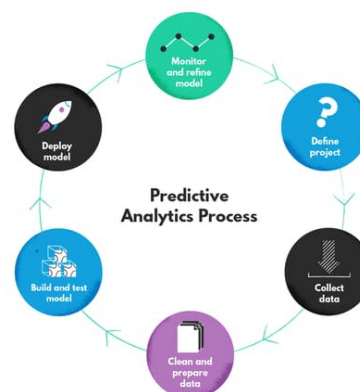 Monitor
and refine
model
Define
project
Collect
data
Clean and
prepare
data
Build and test
model
Deploy
model
Predictive
Analytics Process